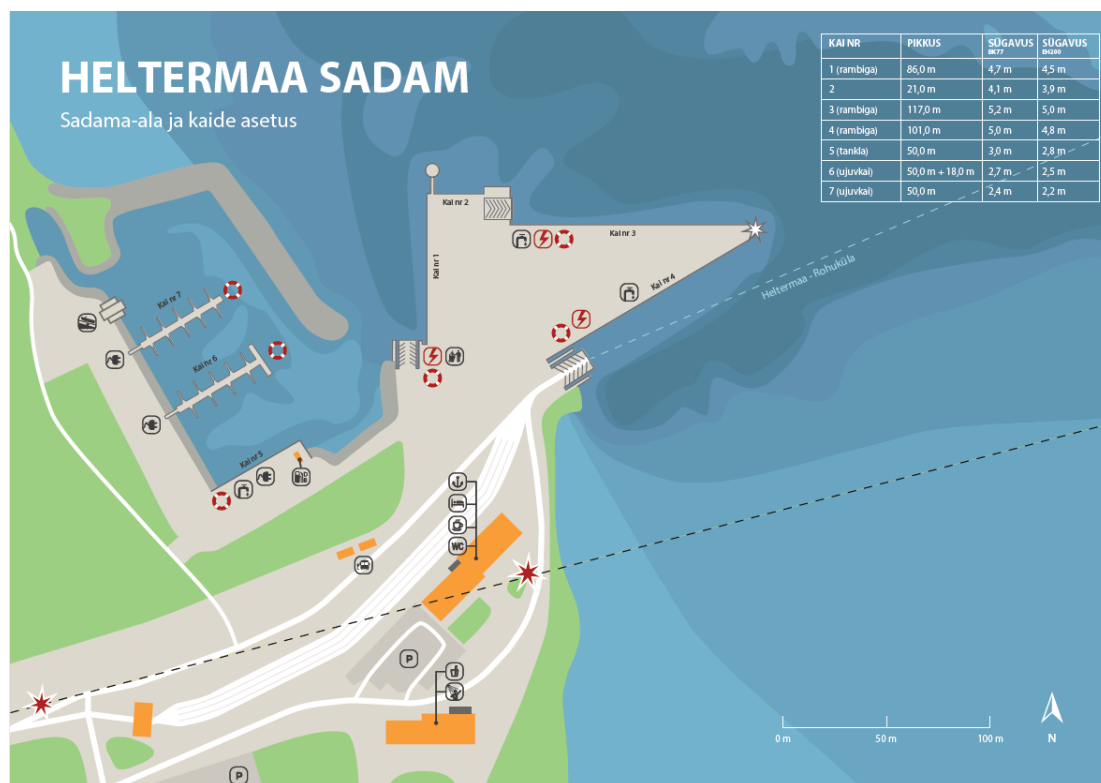 HELTERMAA SADAM
Sadama-ala ja kaide asetus
KAI NR PIKKUS SÜGAVUS BK77 SÜGAVUS EH2000
1 (rambiga) 86,0 m 4,7 m 4,5 m
2 21,0 m 4,1 m 3,9 m
3 (rambiga) 117,0 m 5,2 m 5,0 m
4 (rambiga) 101,0 m 5,0 m 4,8 m
5 (tankla) 50,0 m 3,0 m 2,8 m
6 (ujuvkai) 50,0 m + 18,0 m 2,7 m 2,5 m
7 (ujuvkai) 50,0 m 2,4 m 2,2 m
Kai nr 2
Kai nr 3
Kai nr 1
Kai nr 4
Heltermaa - Rohuküla
Kai nr 7
Kai nr 6
Kai nr 5
D
B
WC
P
P
0 m 50 m 100 m
N